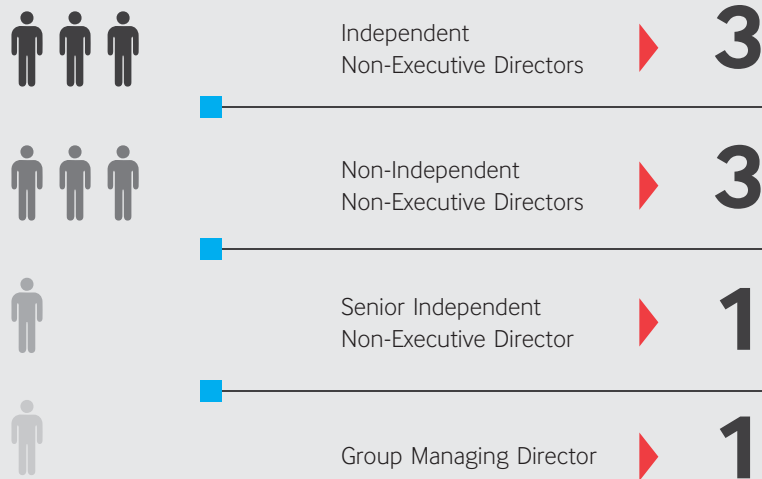 Independent
Non-Executive Directors
3
Non-Independent
Non-Executive Directors
3
Senior Independent
Non-Executive Director
1
Group Managing Director
1